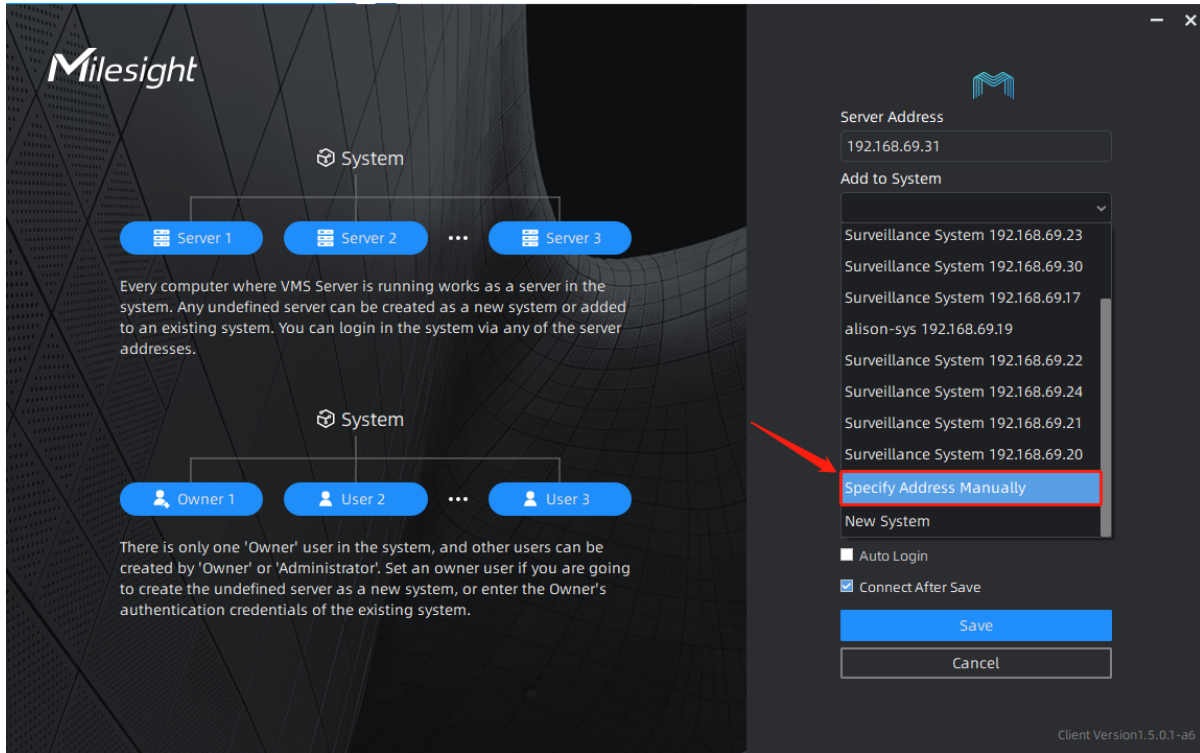 Milesight
System
Server 1
Server 2
•••
Server 3
Every computer where VMS Server is running works as a server in the
system. Any undefined server can be created as a new system or added
to an existing system. You can login in the system via any of the server
addresses.
System
Owner 1
User 2
•••
User 3
There is only one 'Owner' user in the system, and other users can be
created by 'Owner' or 'Administrator'. Set an owner user if you are going
to create the undefined server as a new system, or enter the Owner's
authentication credentials of the existing system.
Server Address
192.168.69.31
Add to System
Surveillance System 192.168.69.23
Surveillance System 192.168.69.30
Surveillance System 192.168.69.17
alison-sys 192.168.69.19
Surveillance System 192.168.69.22
Surveillance System 192.168.69.24
Surveillance System 192.168.69.21
Surveillance System 192.168.69.20
Specify Address Manually
New System
Auto Login
Connect After Save
Save
Cancel
Client Version1.5.0.1-a6